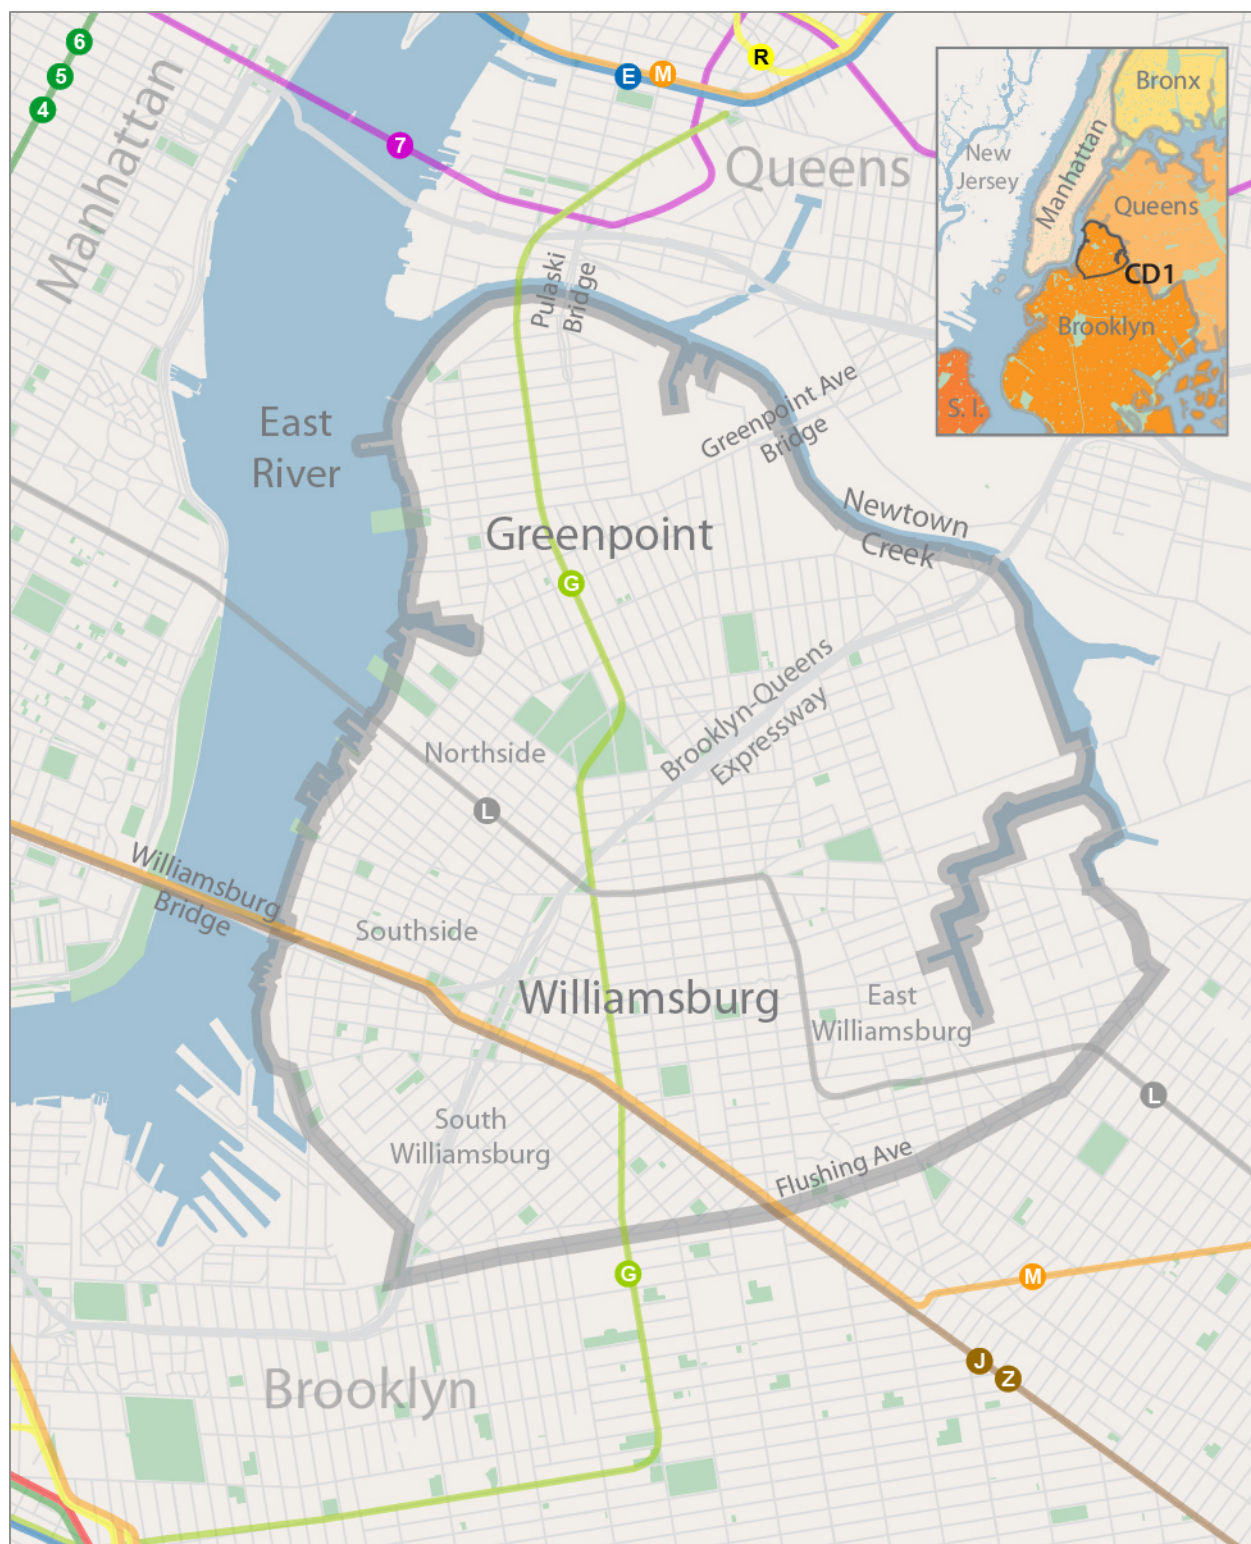 6
5
4
Manhattan
7
E
M
R
Queens
Bronx
New
Jersey
Manhattan
Queens
CD1
Brooklyn
S. I.
Pulaski
Bridge
East
River
Greenpoint Ave
Bridge
Newtown
Creek
Greenpoint
G
Brooklyn-Queens
Expressway
Northside
L
Williamsburg
Bridge
Southside
Williamsburg
East
Williamsburg
South
Williamsburg
L
Flushing Ave
G
M
J
Z
Brooklyn